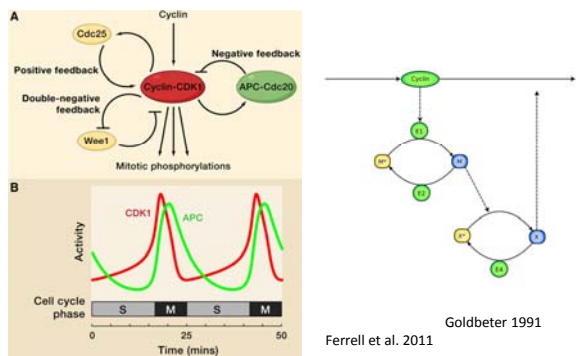 A
Cyclin
Cdc25
Negative feedback
Positive feedback
Cyclin-CDK1
APC-Cdc20
Double-negative
feedback
Wee1
Mitotic phosphorylations
B
CDK1
APC
Activity
Cell cycle
phase
S M S M
0 25 50
Time (mins)
Cyclin
E1
M* M
E2
X* X
E4
Goldbeter 1991
Ferrell et al. 2011